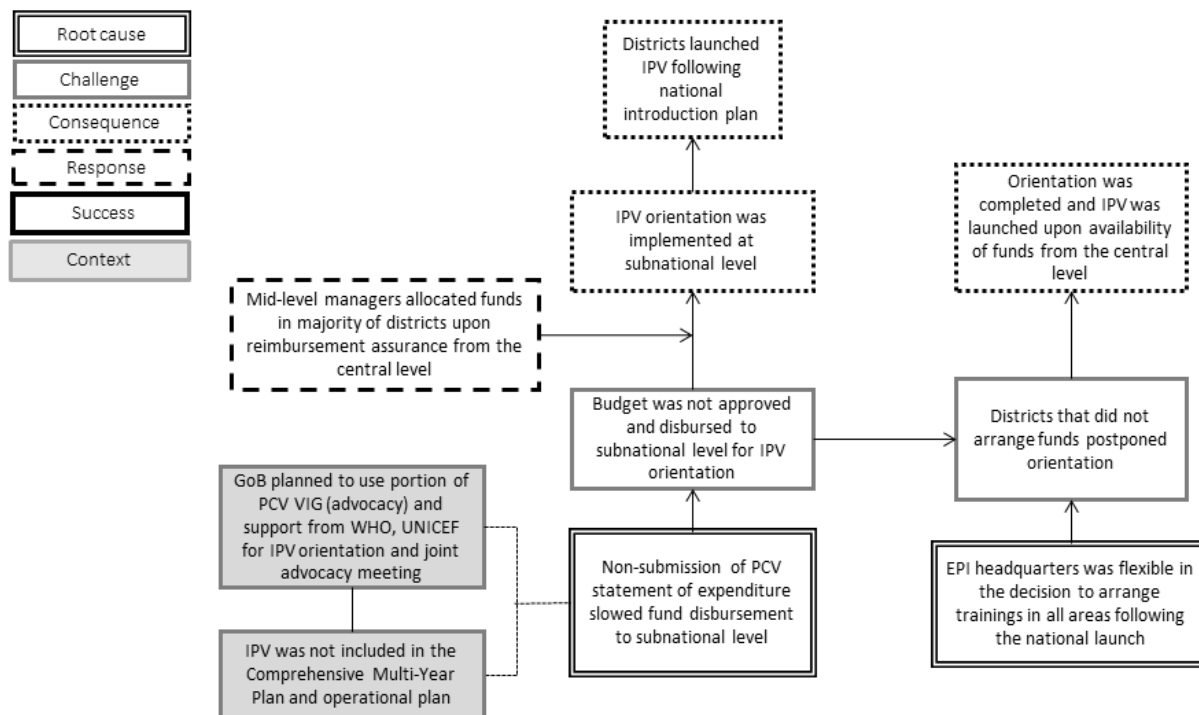 Root cause
Challenge
Consequence
Response
Success
Context
Districts launched
IPV following
national
introduction plan
IPV orientation was
implemented at
subnational level
Orientation was
completed and IPV was
launched upon availability
of funds from the central
level
Mid-level managers allocated funds
in majority of districts upon
reimbursement assurance from the
central level
Budget was not approved
and disbursed to
subnational level for IPV
orientation
Districts that did not
arrange funds postponed
orientation
GoB planned to use portion of
PCV VIG (advocacy) and
support from WHO, UNICEF
for IPV orientation and joint
advocacy meeting
Non-submission of PCV
statement of expenditure
slowed fund disbursement
to subnational level
EPI headquarters was flexible in
the decision to arrange
trainings in all areas following
the national launch
IPV was not included in the
Comprehensive Multi-Year
Plan and operational plan